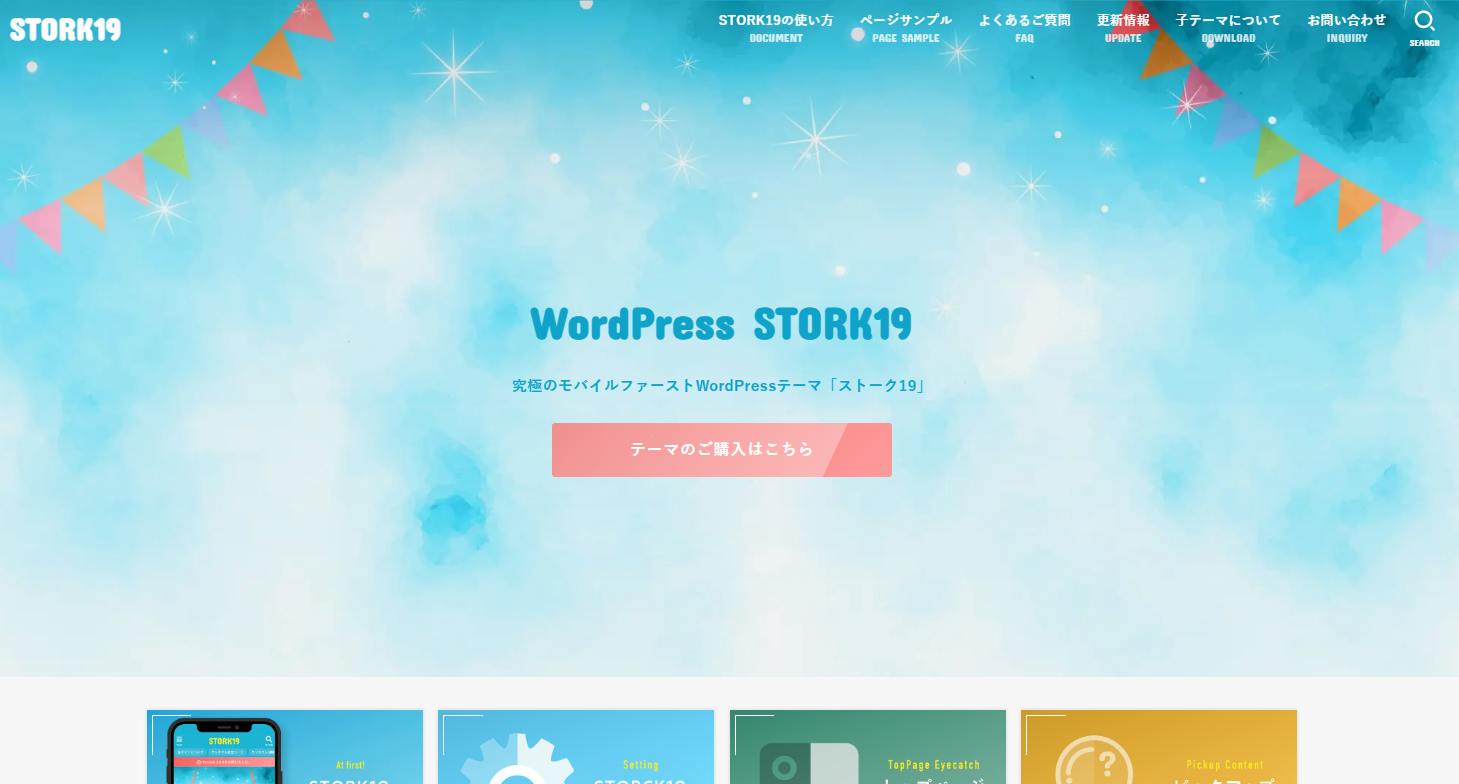 STORK19
STORK19の使い方 ページサンプル よくあるご質問 更新情報 子テーマについて お問い合わせ
DOCUMENT PAGE SAMPLE FAQ UPDATE DOWNLOAD INQUIRY SEARCH
WordPress STORK19
究極のモバイルファーストWordPressテーマ「ストーク19」
テーマのご購入はこちら
STORK19
At first!
Setting
TopPage Eyecatch
Pickup Content